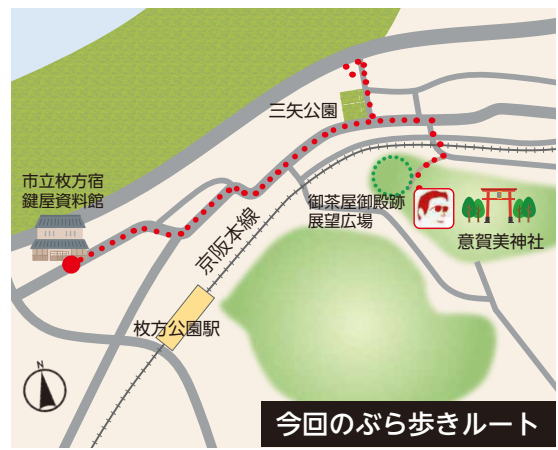 三矢公園
市立枚方宿
鍵屋資料館
御茶屋御殿跡
展望広場
意賀美神社
京阪本線
枚方公園駅
N
今回のぶら歩きルート